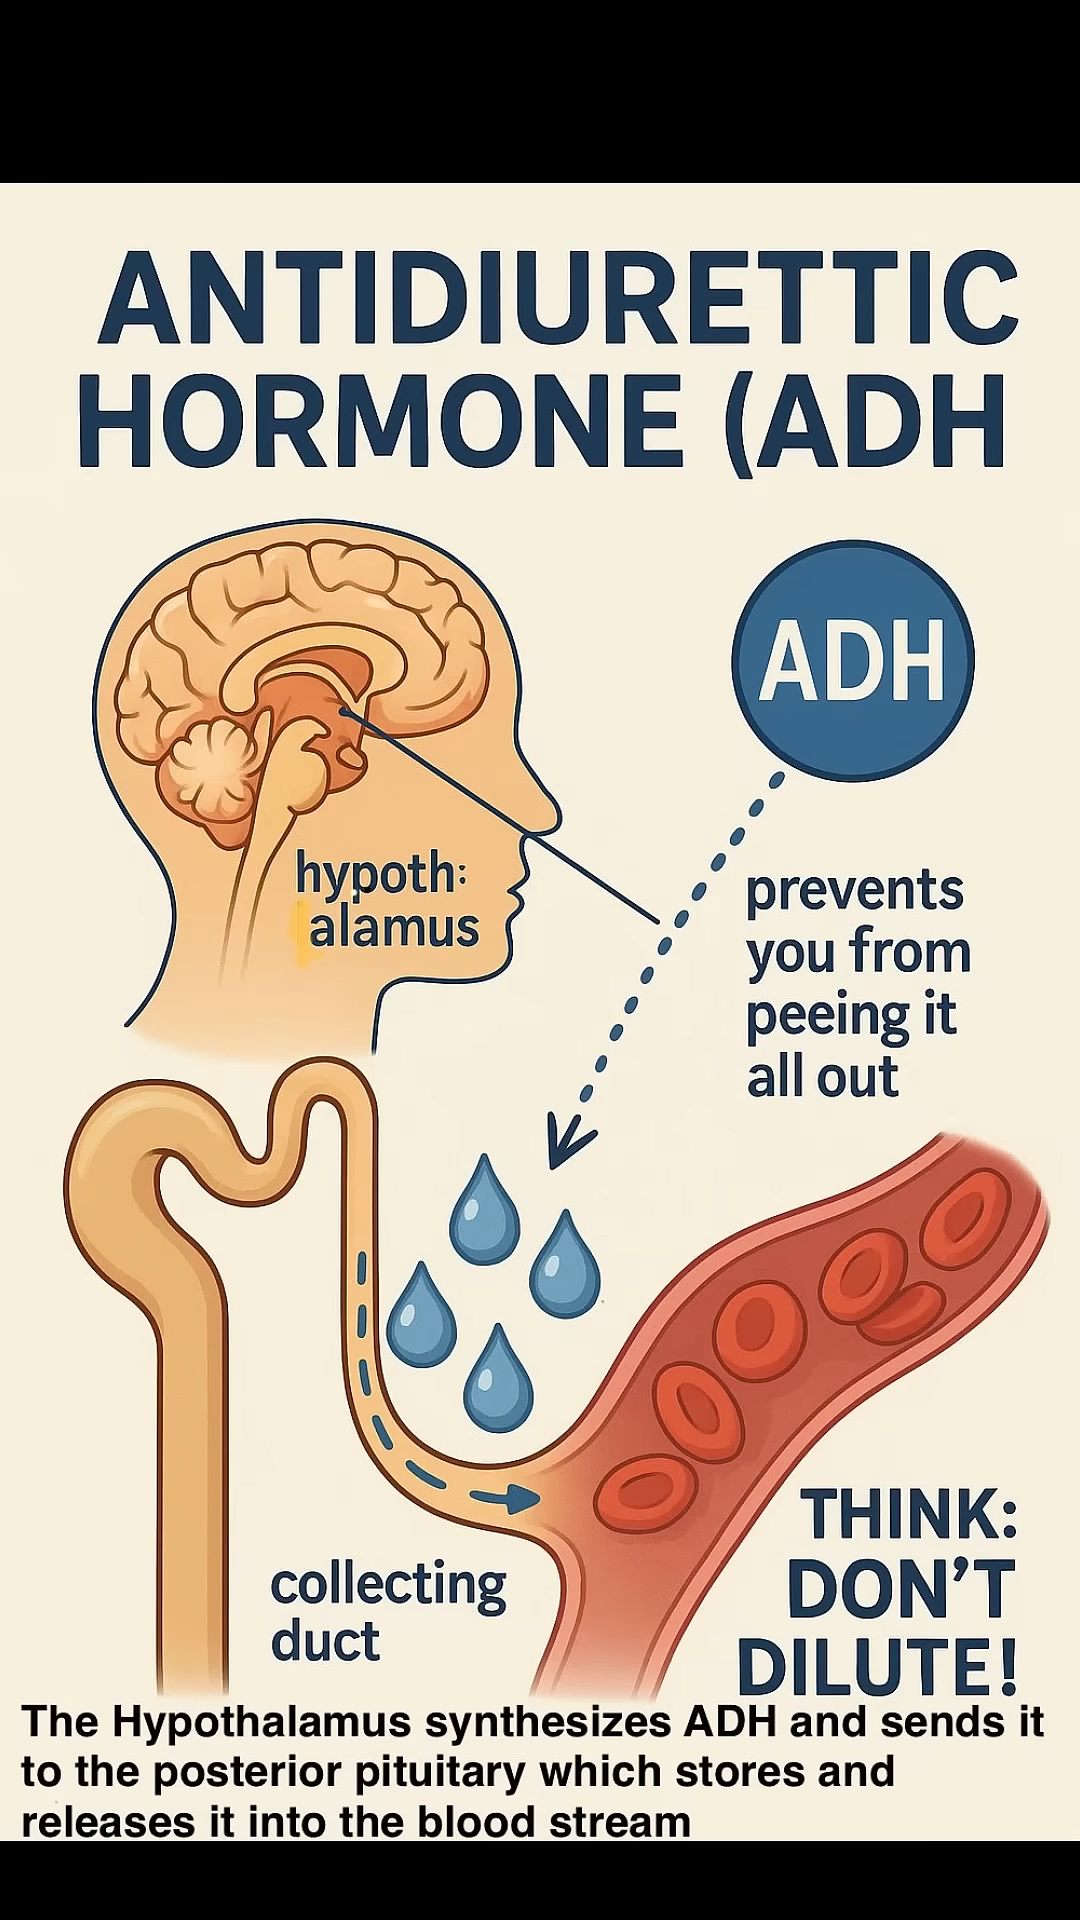 ANTIDIURETTIC
HORMONE (ADH
ADH
hypoth:
alamus
prevents
you from
peeing it
all out
collecting
duct
THINK:
DON'T
DILUTE!
The Hypothalamus synthesizes ADH and sends it
to the posterior pituitary which stores and
releases it into the blood stream